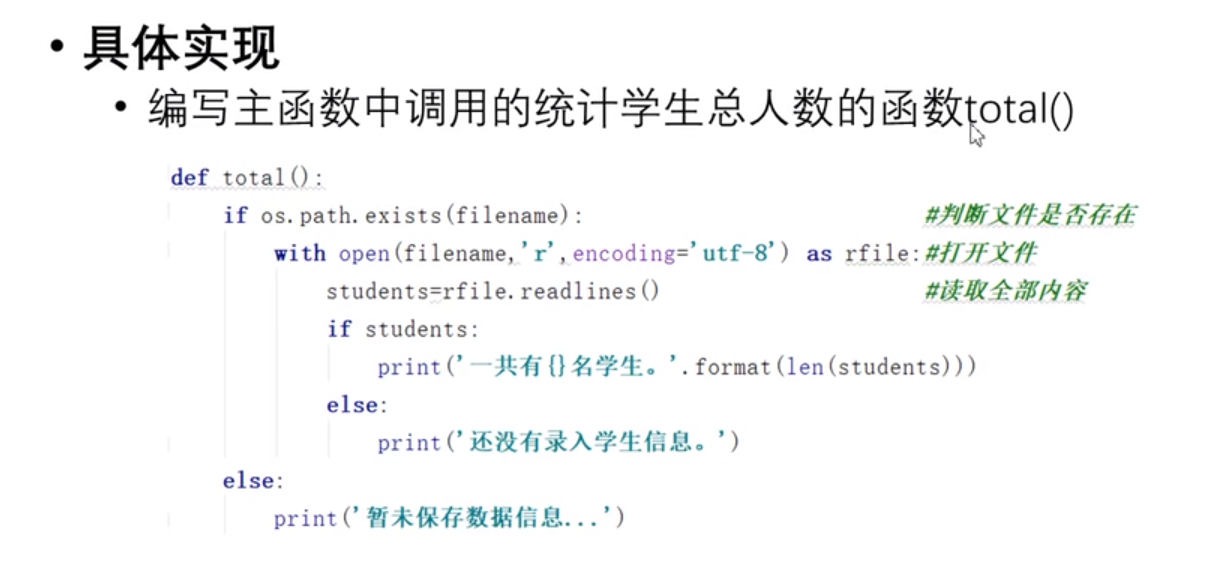 • 具体实现
• 编写主函数中调用的统计学生总人数的函数total()
def total():
if os.path.exists(filename): #判断文件是否存在
with open(filename,'r',encoding='utf-8') as rfile:#打开文件
students=rfile.readlines() #读取全部内容
if students:
print('一共有{}名学生。'.format(len(students)))
else:
print('还没有录入学生信息。')
else:
print('暂未保存数据信息...')